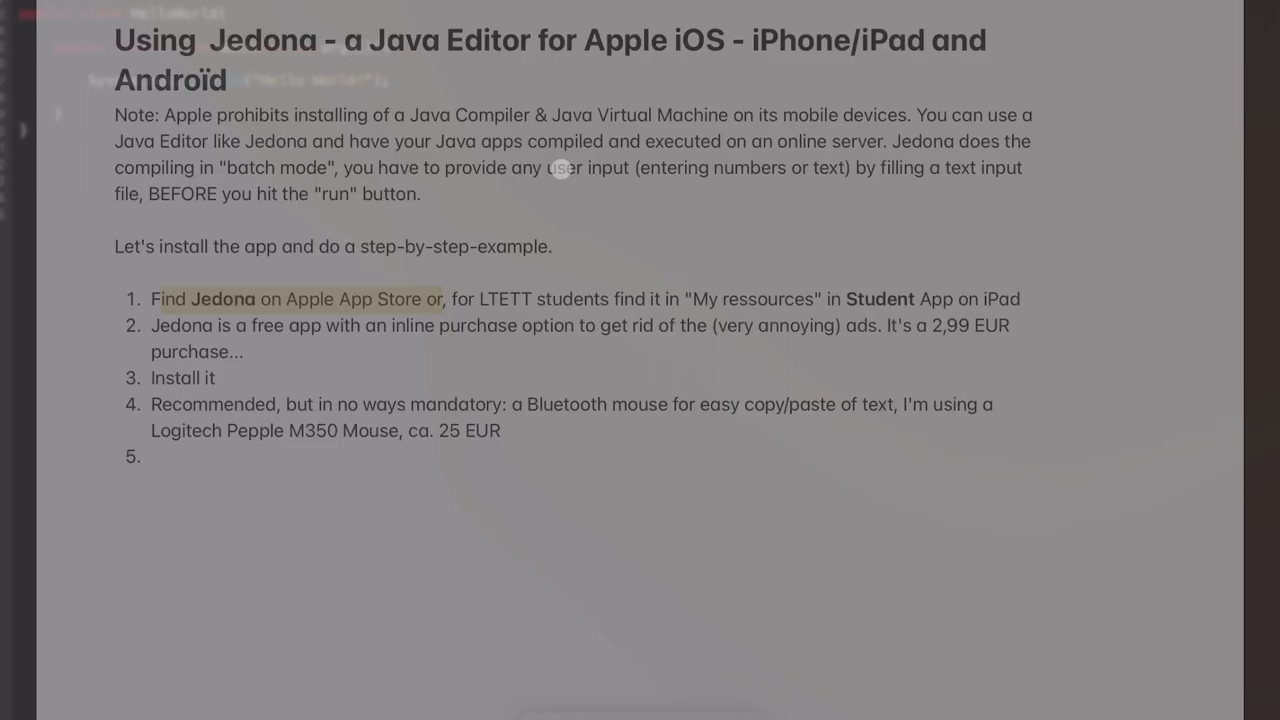 Using Jedona - a Java Editor for Apple iOS - iPhone/iPad and
Androïd
Note: Apple prohibits installing of a Java Compiler & Java Virtual Machine on its mobile devices. You can use a
Java Editor like Jedona and have your Java apps compiled and executed on an online server. Jedona does the
compiling in "batch mode", you have to provide any user input (entering numbers or text) by filling a text input
file, BEFORE you hit the "run" button.
Let's install the app and do a step-by-step-example.
1. Find Jedona on Apple App Store or, for LTETT students find it in "My ressources" in Student App on iPad
2. Jedona is a free app with an inline purchase option to get rid of the (very annoying) ads. It's a 2,99 EUR
purchase...
3. Install it
4. Recommended, but in no ways mandatory: a Bluetooth mouse for easy copy/paste of text, I'm using a
Logitech Pepple M350 Mouse, ca. 25 EUR
5.